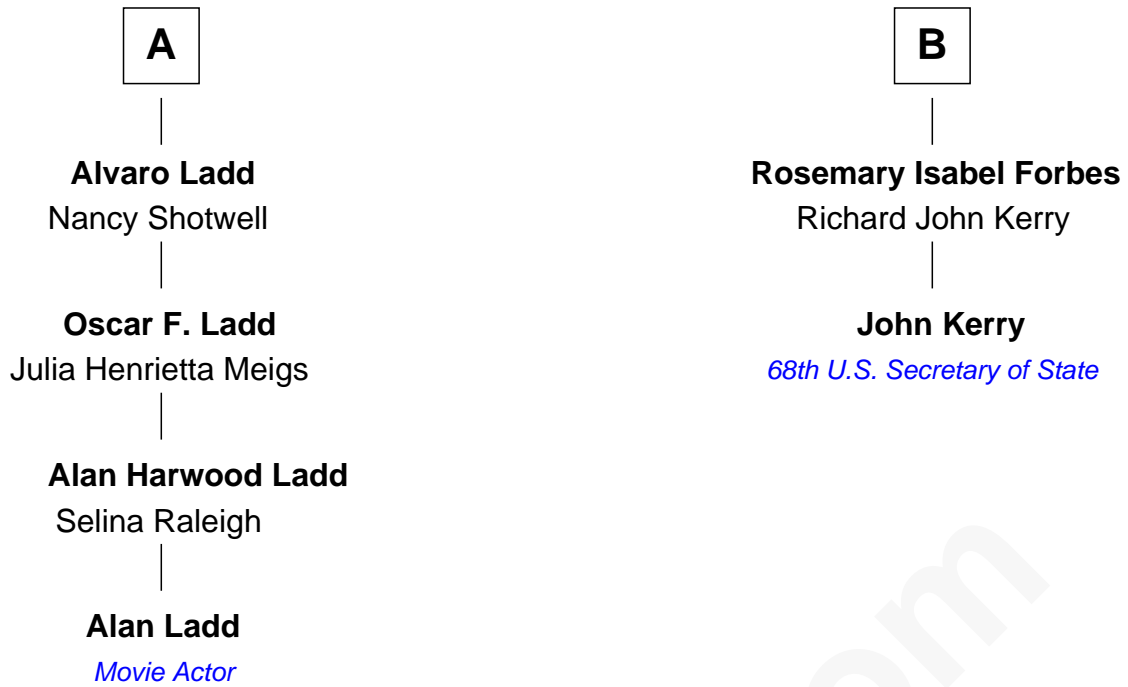 A
Alvaro Ladd
Nancy Shotwell
Oscar F. Ladd
Julia Henrietta Meigs
Alan Harwood Ladd
Selina Raleigh
Alan Ladd
Movie Actor
B
Rosemary Isabel Forbes
Richard John Kerry
John Kerry
68th U.S. Secretary of State
om